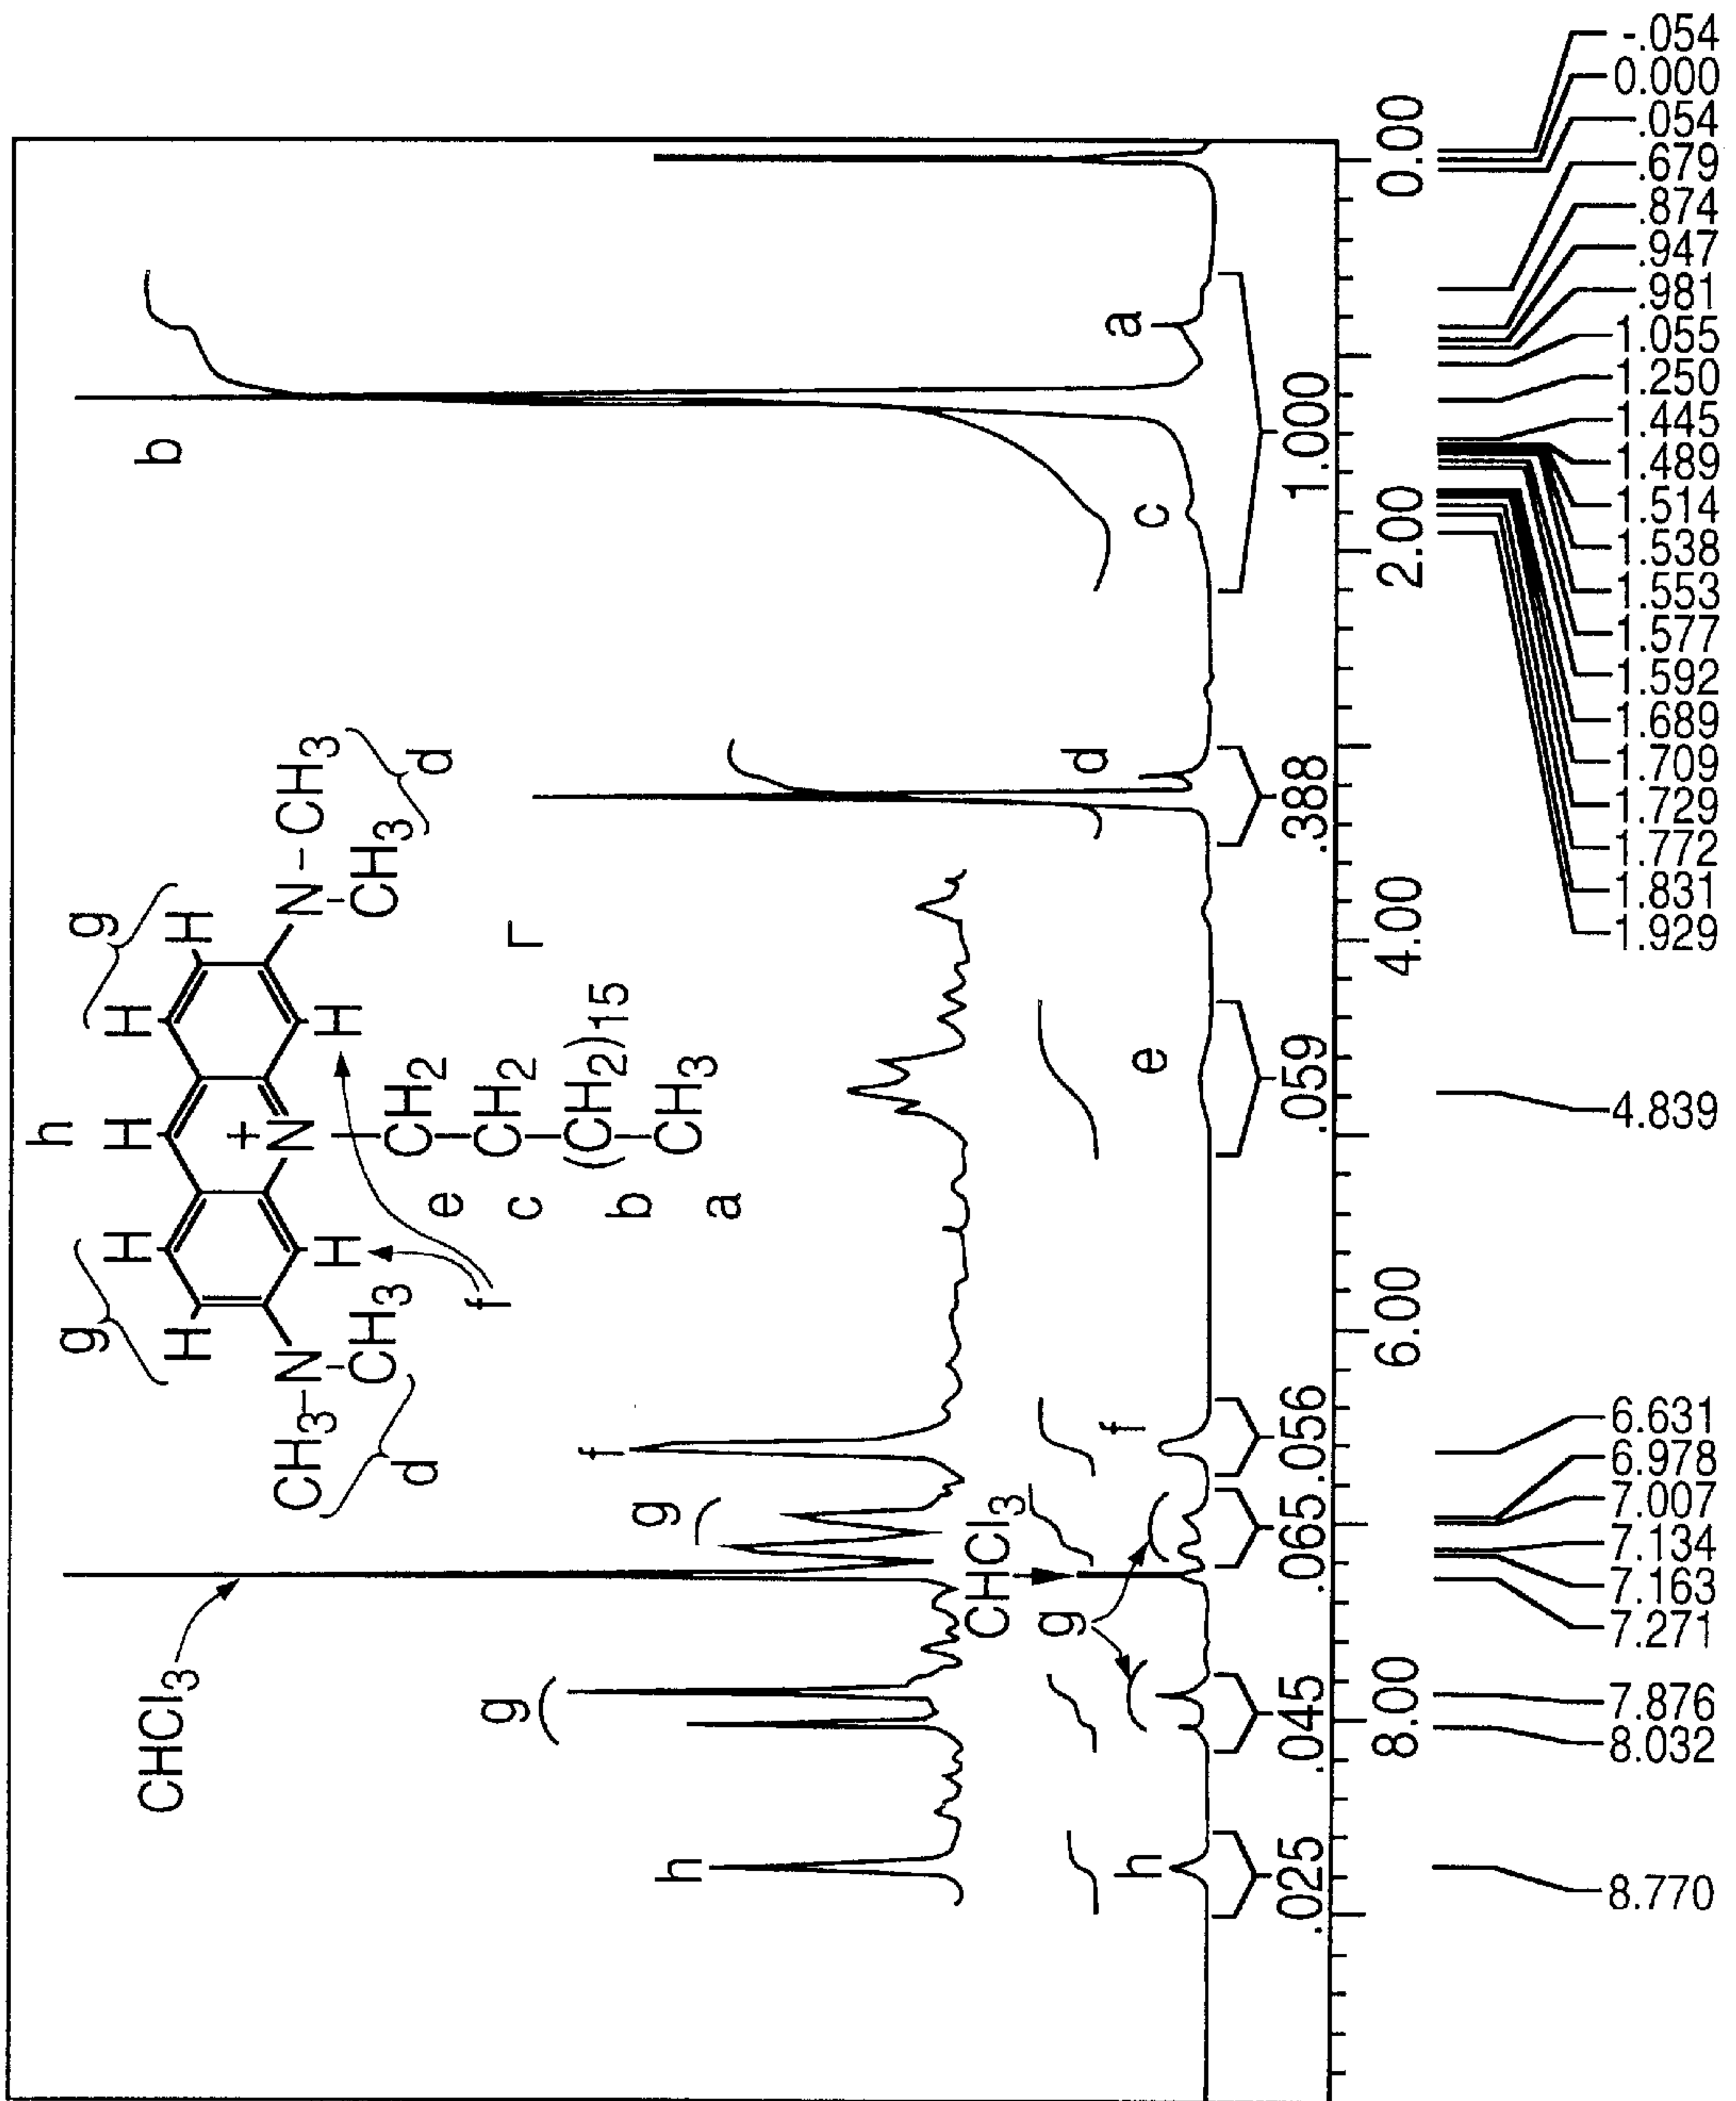 h
g H H H H H g
CH3-N N+ N-CH3
CH3 H H CH3
d f d
e CH2
c CH2 I-
b (CH2)15
a CH3
CHCl3
b
h g g f
CHCl3
g
h f e d c a
.025 .045 .065 .056 .059 .388 1.000
8.00 6.00 4.00 2.00 0.00
8.770
8.032
7.876
7.271
7.163
7.134
7.007
6.978
6.631
4.839
1.929
1.831
1.772
1.729
1.709
1.689
1.592
1.577
1.553
1.538
1.514
1.489
1.445
1.250
1.055
.981
.947
.874
.679
.054
0.000
-.054